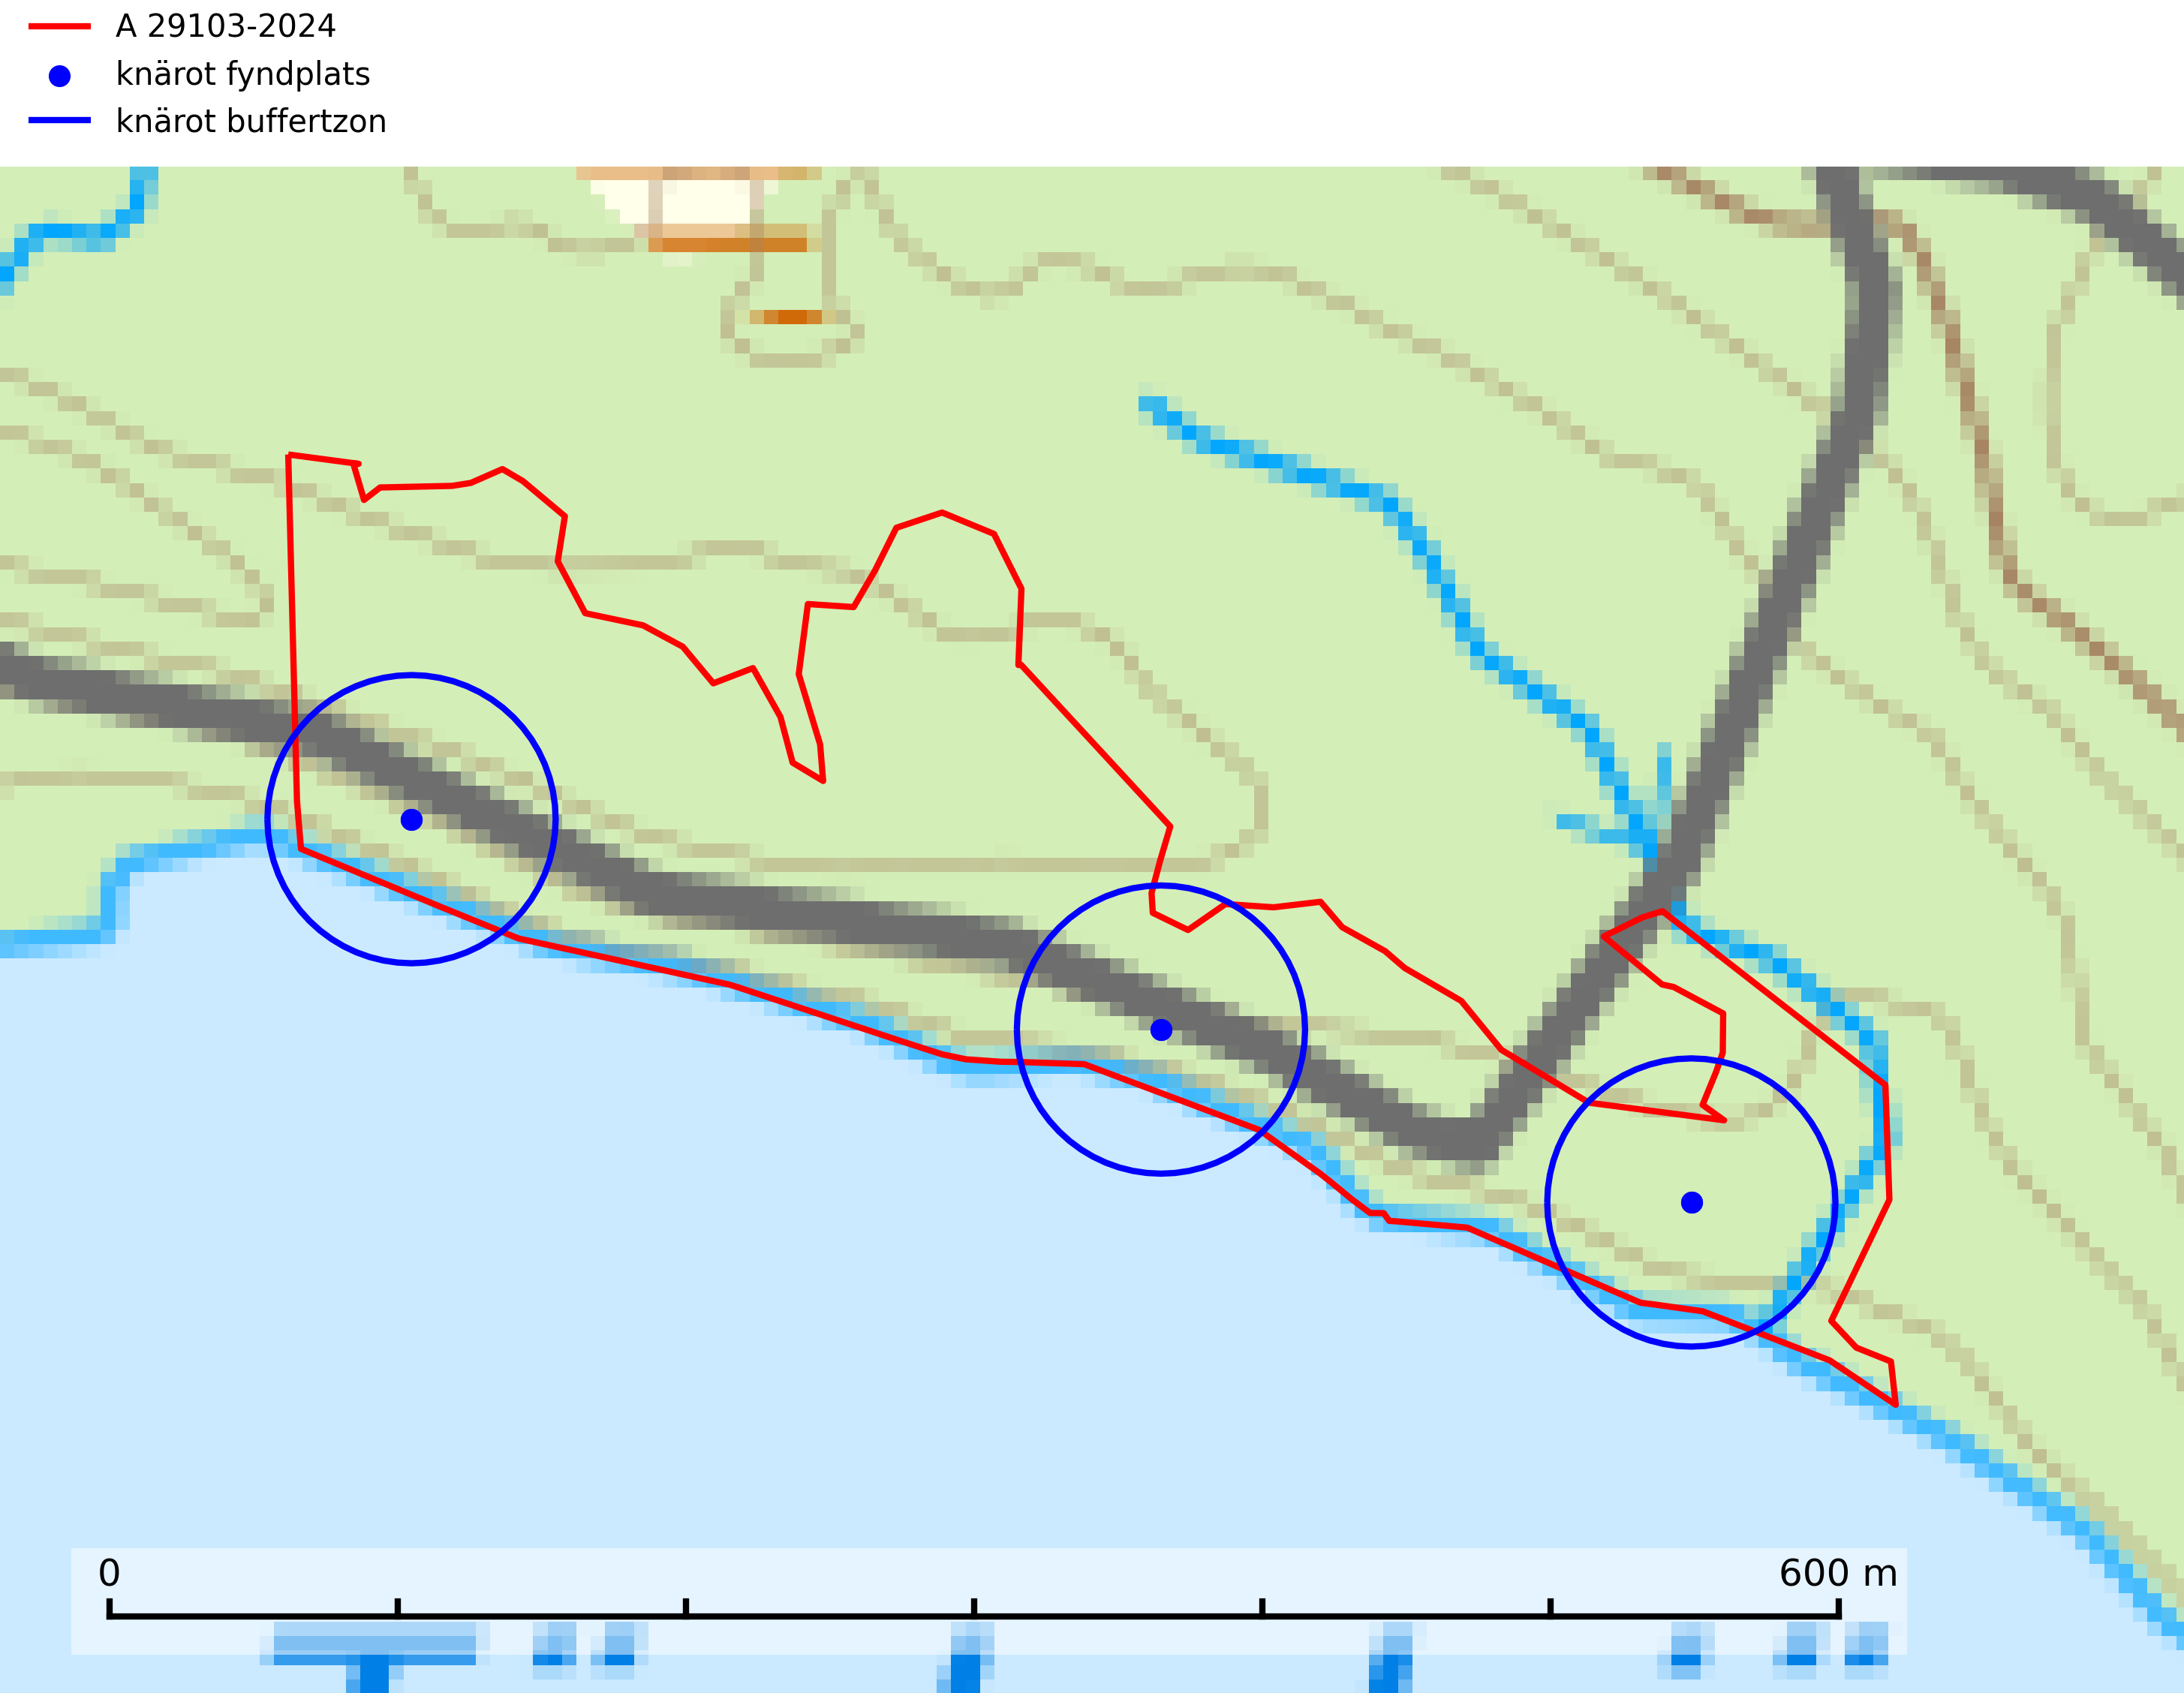 A 29103-2024
knärot fyndplats
knärot buffertzon
0
600 m